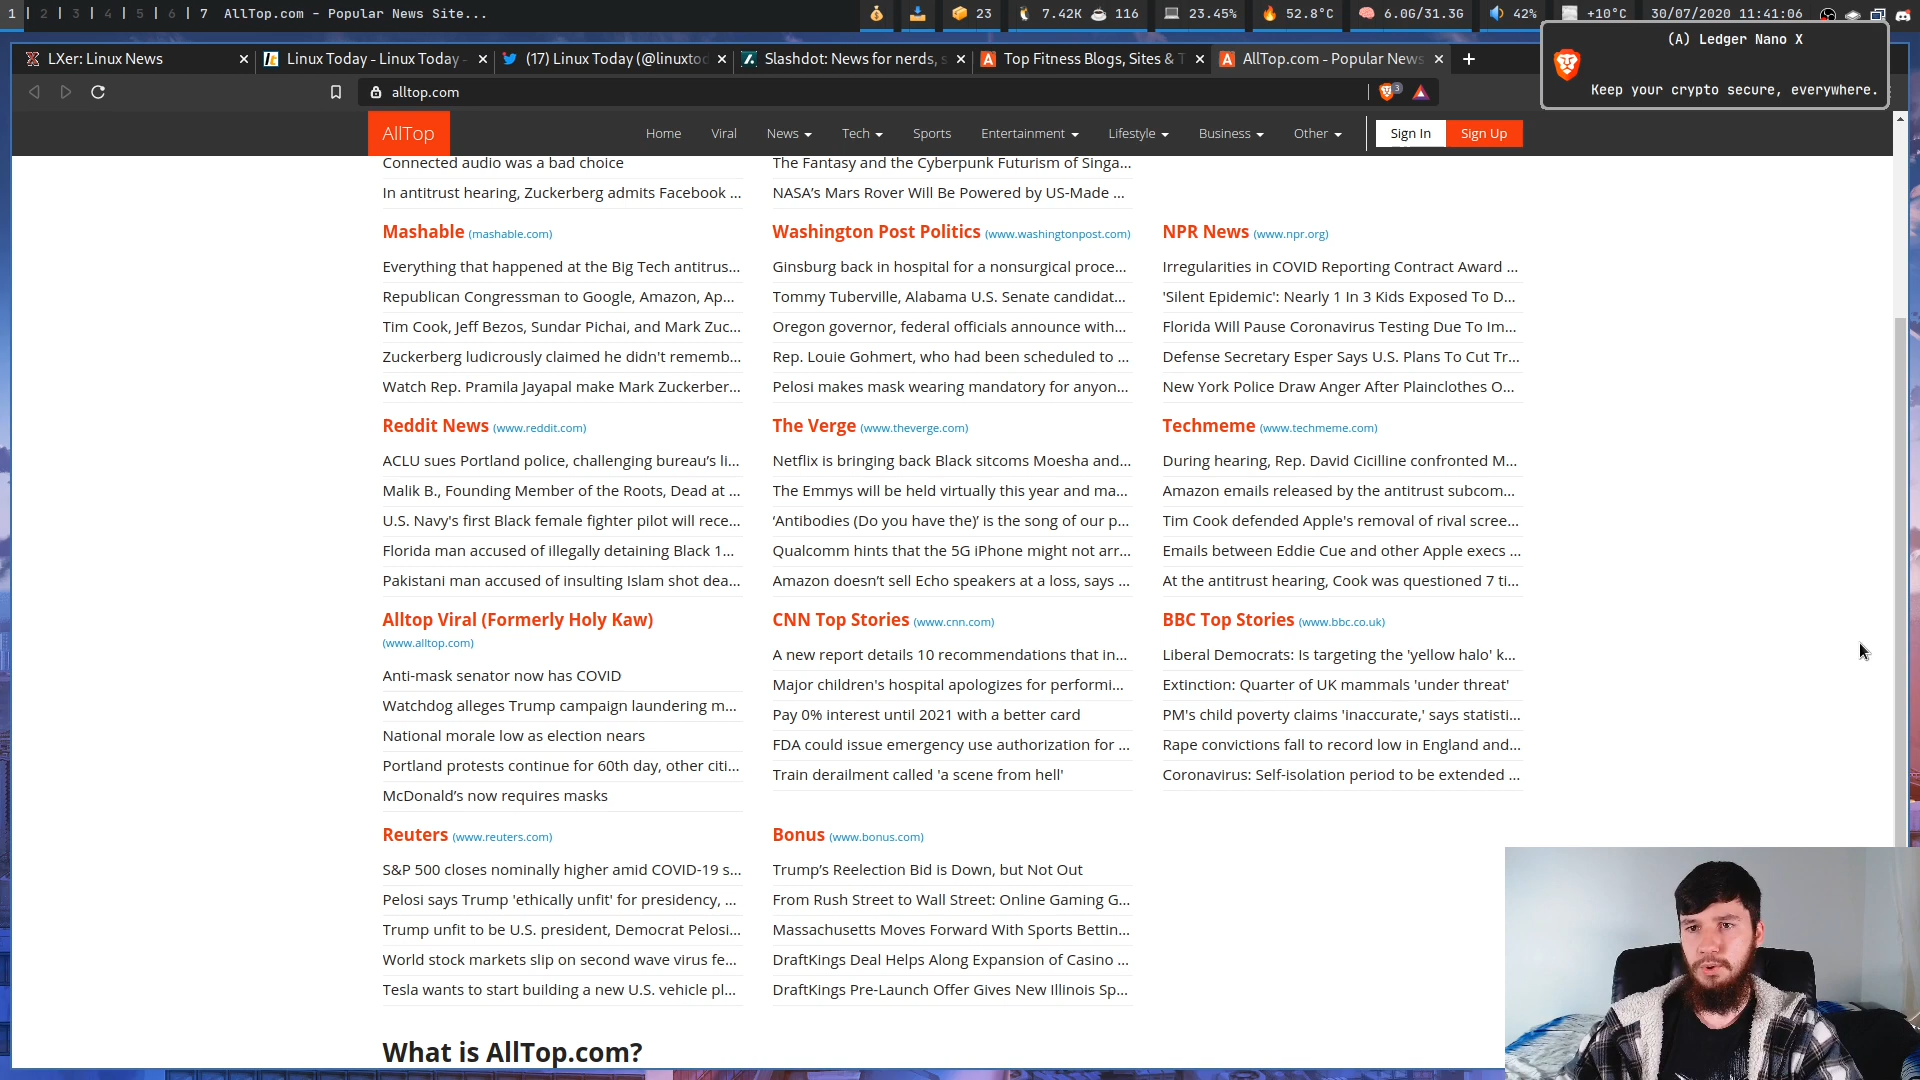 1 | 2 | 3 | 4 | 5 | 6 | 7 AllTop.com - Popular News Site...
23
7.42K 116
23.45%
52.8°C
6.0G/31.3G
42%
+10°C
30/07/2020 11:41:06
(A) Ledger Nano X
Keep your crypto secure, everywhere.
LXer: Linux News
Linux Today - Linux Today -
(17) Linux Today (@linuxtod
Slashdot: News for nerds, s
Top Fitness Blogs, Sites & T
AllTop.com - Popular News
alltop.com
3
AllTop
Home Viral News Tech Sports Entertainment Lifestyle Business Other Sign In Sign Up
Connected audio was a bad choice
In antitrust hearing, Zuckerberg admits Facebook ...
The Fantasy and the Cyberpunk Futurism of Singa...
NASA's Mars Rover Will Be Powered by US-Made ...
Mashable (mashable.com)
Everything that happened at the Big Tech antitrus...
Republican Congressman to Google, Amazon, Ap...
Tim Cook, Jeff Bezos, Sundar Pichai, and Mark Zuc...
Zuckerberg ludicrously claimed he didn't rememb...
Watch Rep. Pramila Jayapal make Mark Zuckerber...
Washington Post Politics (www.washingtonpost.com)
Ginsburg back in hospital for a nonsurgical proce...
Tommy Tuberville, Alabama U.S. Senate candidat...
Oregon governor, federal officials announce with...
Rep. Louie Gohmert, who had been scheduled to ...
Pelosi makes mask wearing mandatory for anyon...
NPR News (www.npr.org)
Irregularities in COVID Reporting Contract Award ...
'Silent Epidemic': Nearly 1 In 3 Kids Exposed To D...
Florida Will Pause Coronavirus Testing Due To Im...
Defense Secretary Esper Says U.S. Plans To Cut Tr...
New York Police Draw Anger After Plainclothes O...
Reddit News (www.reddit.com)
ACLU sues Portland police, challenging bureau's li...
Malik B., Founding Member of the Roots, Dead at ...
U.S. Navy's first Black female fighter pilot will rece...
Florida man accused of illegally detaining Black 1...
Pakistani man accused of insulting Islam shot dea...
The Verge (www.theverge.com)
Netflix is bringing back Black sitcoms Moesha and...
The Emmys will be held virtually this year and ma...
‘Antibodies (Do you have the)’ is the song of our p...
Qualcomm hints that the 5G iPhone might not arr...
Amazon doesn’t sell Echo speakers at a loss, says ...
Techmeme (www.techmeme.com)
During hearing, Rep. David Cicilline confronted M...
Amazon emails released by the antitrust subcom...
Tim Cook defended Apple's removal of rival scree...
Emails between Eddie Cue and other Apple execs ...
At the antitrust hearing, Cook was questioned 7 ti...
Alltop Viral (Formerly Holy Kaw)
(www.alltop.com)
Anti-mask senator now has COVID
Watchdog alleges Trump campaign laundering m...
National morale low as election nears
Portland protests continue for 60th day, other citi...
McDonald’s now requires masks
CNN Top Stories (www.cnn.com)
A new report details 10 recommendations that in...
Major children's hospital apologizes for performi...
Pay 0% interest until 2021 with a better card
FDA could issue emergency use authorization for ...
Train derailment called 'a scene from hell'
BBC Top Stories (www.bbc.co.uk)
Liberal Democrats: Is targeting the 'yellow halo' k...
Extinction: Quarter of UK mammals 'under threat'
PM's child poverty claims 'inaccurate,' says statisti...
Rape convictions fall to record low in England and...
Coronavirus: Self-isolation period to be extended ...
Reuters (www.reuters.com)
S&P 500 closes nominally higher amid COVID-19 s...
Pelosi says Trump 'ethically unfit' for presidency, ...
Trump unfit to be U.S. president, Democrat Pelosi...
World stock markets slip on second wave virus fe...
Tesla wants to start building a new U.S. vehicle pl...
Bonus (www.bonus.com)
Trump’s Reelection Bid is Down, but Not Out
From Rush Street to Wall Street: Online Gaming G...
Massachusetts Moves Forward With Sports Bettin...
DraftKings Deal Helps Along Expansion of Casino ...
DraftKings Pre-Launch Offer Gives New Illinois Sp...
What is AllTop.com?